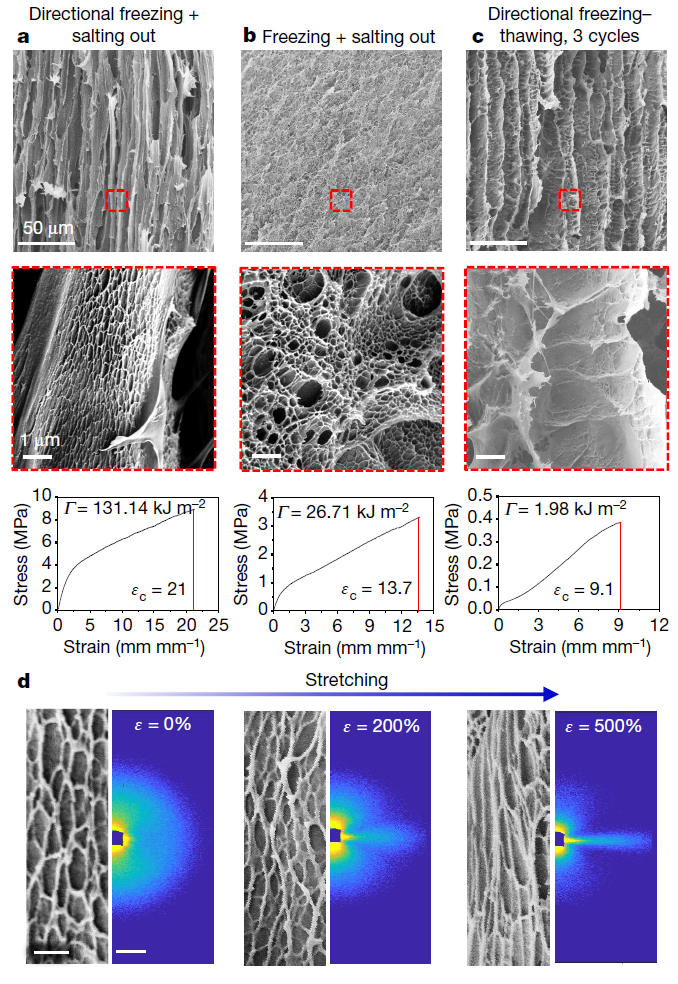 Directional freezing +
salting out
a
b Freezing + salting out
Directional freezing–
c thawing, 3 cycles
50 μm
1 μm
Γ = 131.14 kJ m⁻²
εc = 21
Stress (MPa)
10
8
6
4
2
0
0 5 10 15 20 25
Strain (mm mm⁻¹)
Γ = 26.71 kJ m⁻²
εc = 13.7
Stress (MPa)
4
3
2
1
0
0 3 6 9 12 15
Strain (mm mm⁻¹)
Γ = 1.98 kJ m⁻²
εc = 9.1
Stress (MPa)
0.5
0.4
0.3
0.2
0.1
0.0
0 3 6 9 12
Strain (mm mm⁻¹)
d
Stretching
ε = 0%
ε = 200%
ε = 500%